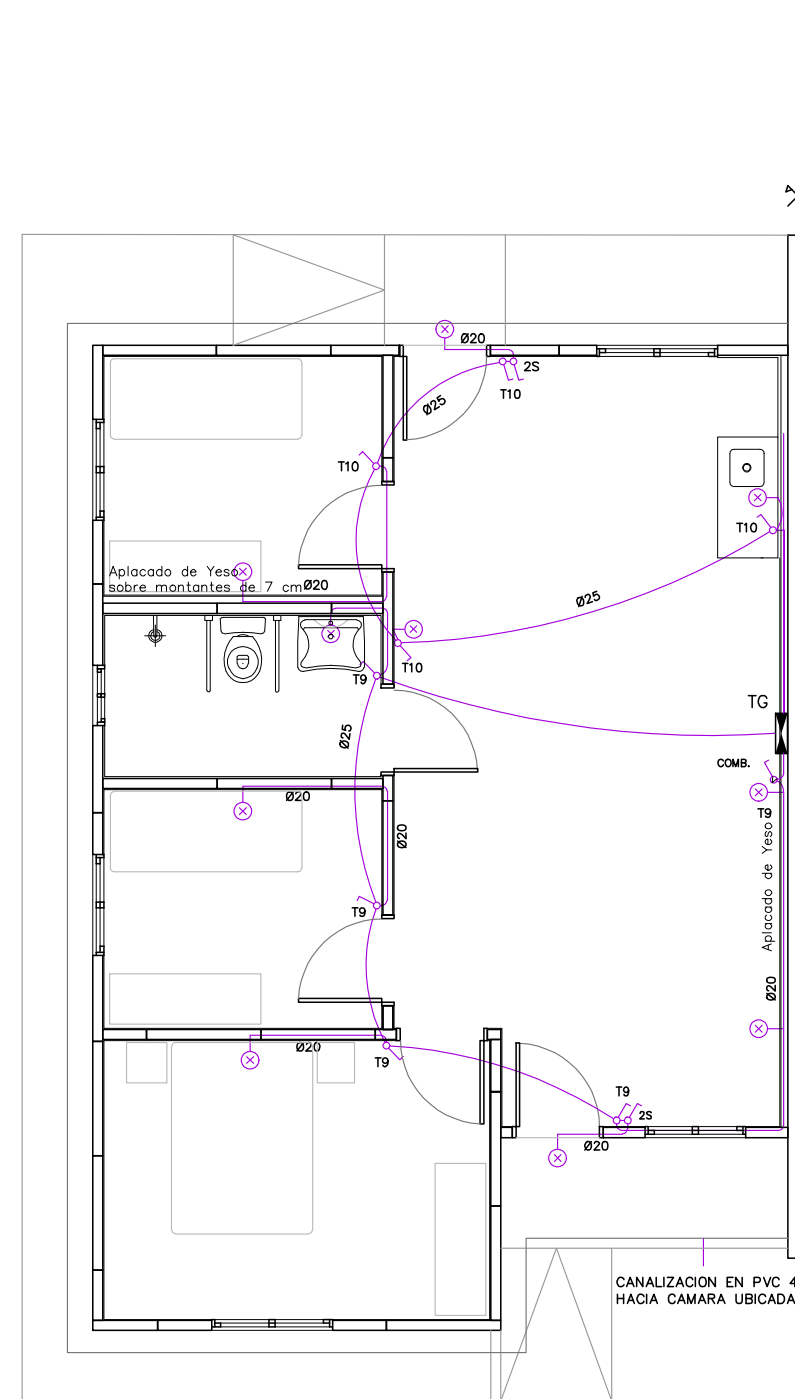 A
Ø20
2S
T10
Ø25
T10
T10
Aplacado de Yeso
sobre montantes de 7 cm
Ø20
Ø25
T10
T9
TG
Ø25
COMB.
Ø20
T9
Ø20
Aplacado de Yeso
T9
Ø20
Ø20
T9
T9
2S
Ø20
CANALIZACION EN PVC 4
HACIA CAMARA UBICADA